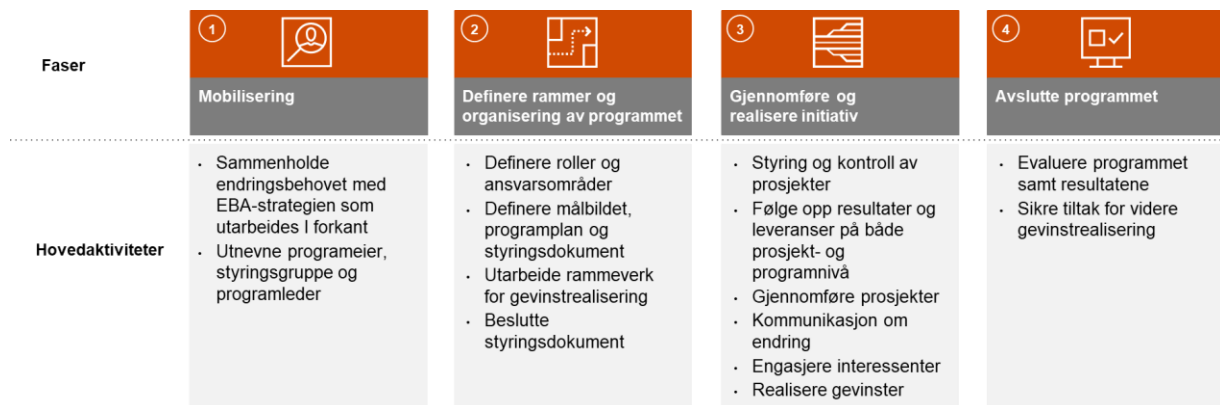 1
2
3
4
Faser
Mobilisering
Definere rammer og
organisering av programmet
Gjennomføre og
realisere initiativ
Avslutte programmet
Hovedaktiviteter
• Sammenholde
endringsbehovet med
EBA-strategien som
utarbeides I forkant
• Utnevne programeier,
styringsgruppe og
programleder
• Definere roller og
ansvarsområder
• Definere målbildet,
programplan og
styringsdokument
• Utarbeide rammeverk
for gevinstrealisering
• Beslutte
styringsdokument
• Styring og kontroll av
prosjekter
• Følge opp resultater og
leveranser på både
prosjekt- og
programnivå
• Gjennomføre prosjekter
• Kommunikasjon om
endring
• Engasjere interessenter
• Realisere gevinster
• Evaluere programmet
samt resultatene
• Sikre tiltak for videre
gevinstrealisering